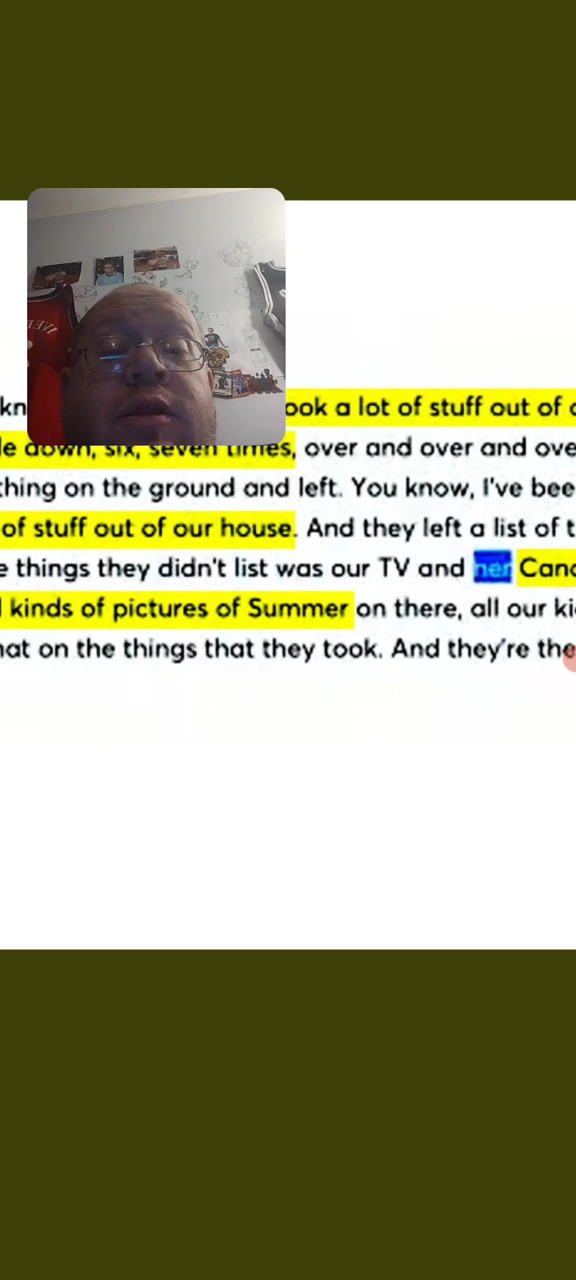 ook a lot of stuff out of
down, six, seven times, over and over and ove
thing on the ground and left. You know, I've bee
of stuff out of our house. And they left a list of t
things they didn't list was our TV and her Cano
kinds of pictures of Summer on there, all our ki
at on the things that they took. And they're the